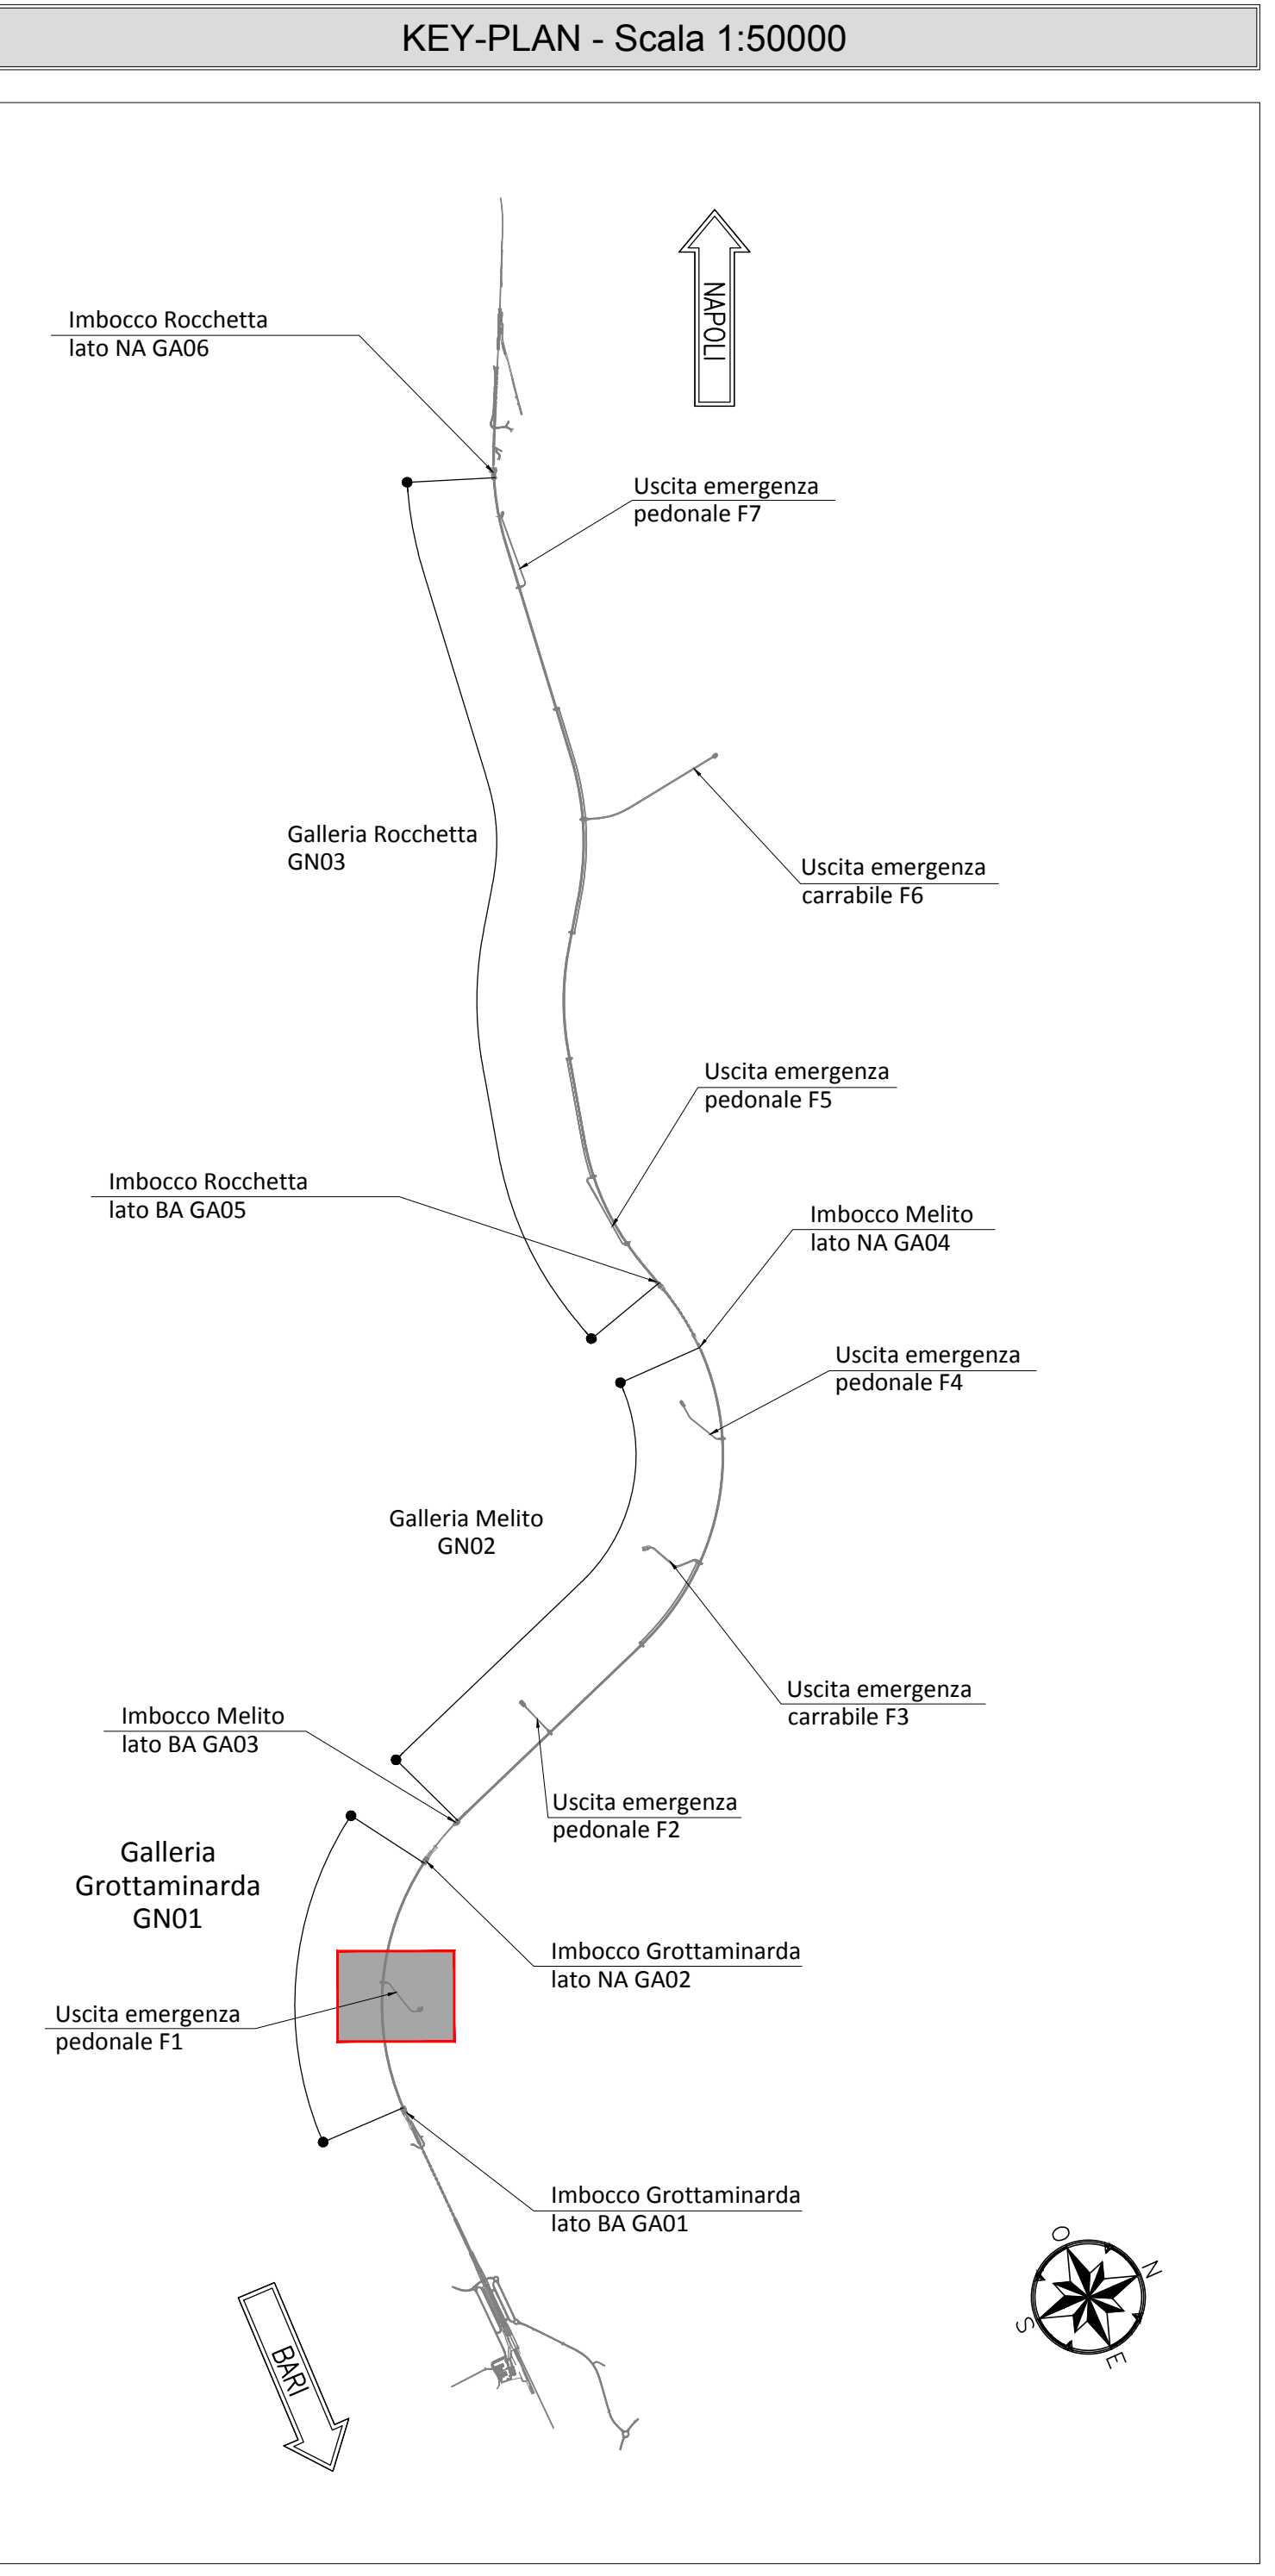 KEY-PLAN - Scala 1:50000
NAPOLI
Imbocco Rocchetta
lato NA GA06
Uscita emergenza
pedonale F7
Galleria Rocchetta
GN03
Uscita emergenza
carrabile F6
Uscita emergenza
pedonale F5
Imbocco Rocchetta
lato BA GA05
Imbocco Melito
lato NA GA04
Uscita emergenza
pedonale F4
Galleria Melito
GN02
Uscita emergenza
carrabile F3
Imbocco Melito
lato BA GA03
Uscita emergenza
pedonale F2
Galleria
Grottaminarda
GN01
Imbocco Grottaminarda
lato NA GA02
Uscita emergenza
pedonale F1
Imbocco Grottaminarda
lato BA GA01
BARI
O
N
S
E